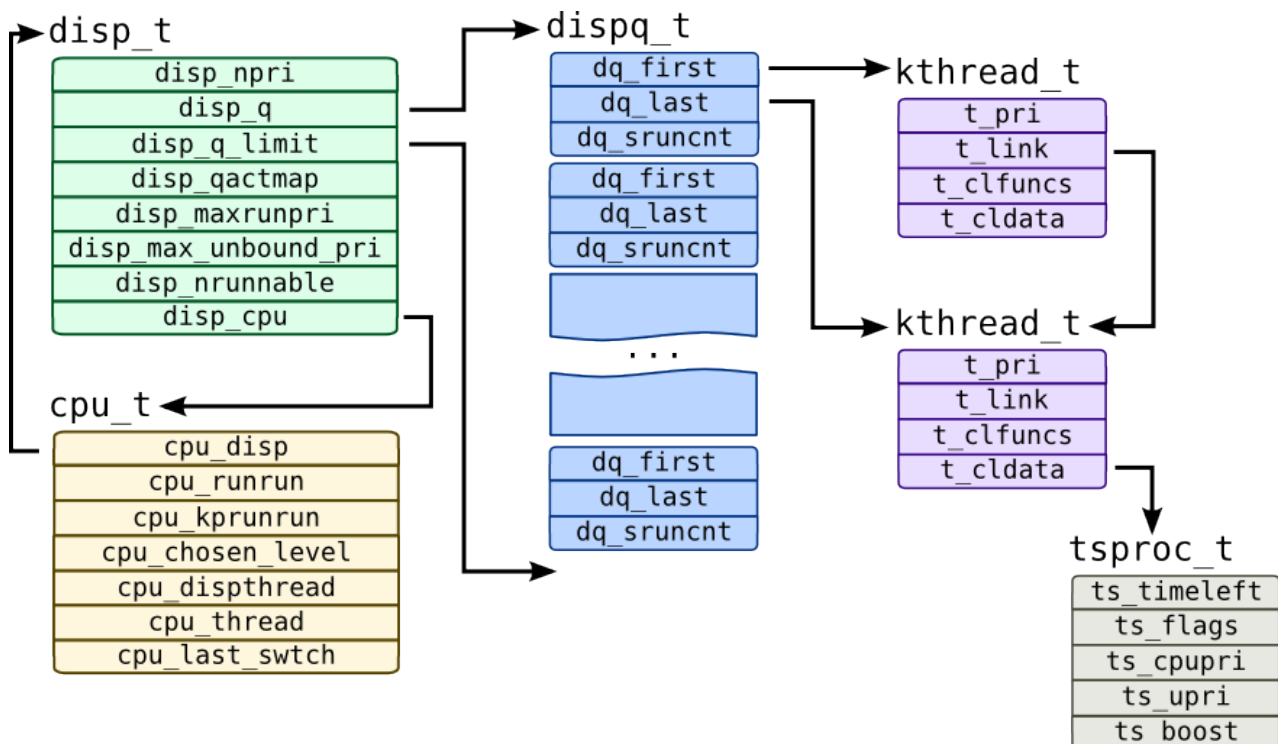 disp_t
disp_npri
disp_q
disp_q_limit
disp_qactmap
disp_maxrunpri
disp_max_unbound_pri
disp_nrunnable
disp_cpu
cpu_t
cpu_disp
cpu_runrun
cpu_kprunrun
cpu_chosen_level
cpu_dispthread
cpu_thread
cpu_last_swtch
dispq_t
dq_first
dq_last
dq_sruncnt
dq_first
dq_last
dq_sruncnt
...
dq_first
dq_last
dq_sruncnt
kthread_t
t_pri
t_link
t_clfuncs
t_cldata
kthread_t
t_pri
t_link
t_clfuncs
t_cldata
tsproc_t
ts_timeleft
ts_flags
ts_cpupri
ts_upri
ts_boost